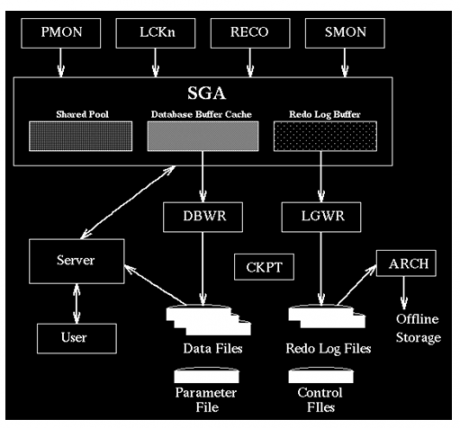 PMON
LCKn
RECO
SMON
SGA
Shared Pool
Database Buffer Cache
Redo Log Buffer
DBWR
LGWR
Server
CKPT
ARCH
User
Offline
Storage
Data Files
Redo Log Files
Parameter
File
Control
FIles